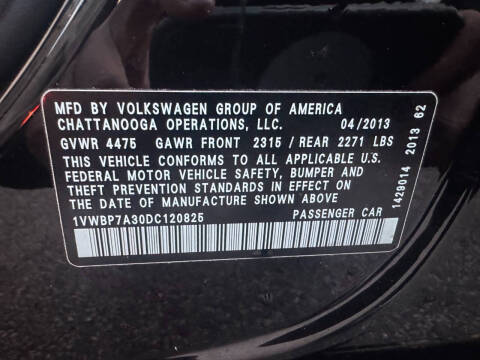 MFD BY VOLKSWAGEN GROUP OF AMERICA
CHATTANOOGA OPERATIONS, LLC. 04/2013
GVWR 4475 GAWR FRONT 2315 / REAR 2271 LBS
THIS VEHICLE CONFORMS TO ALL APPLICABLE U.S.
FEDERAL MOTOR VEHICLE SAFETY, BUMPER AND
THEFT PREVENTION STANDARDS IN EFFECT ON
THE DATE OF MANUFACTURE SHOWN ABOVE
1VWBP7A30DC120825 PASSENGER CAR
1429014 2013 62